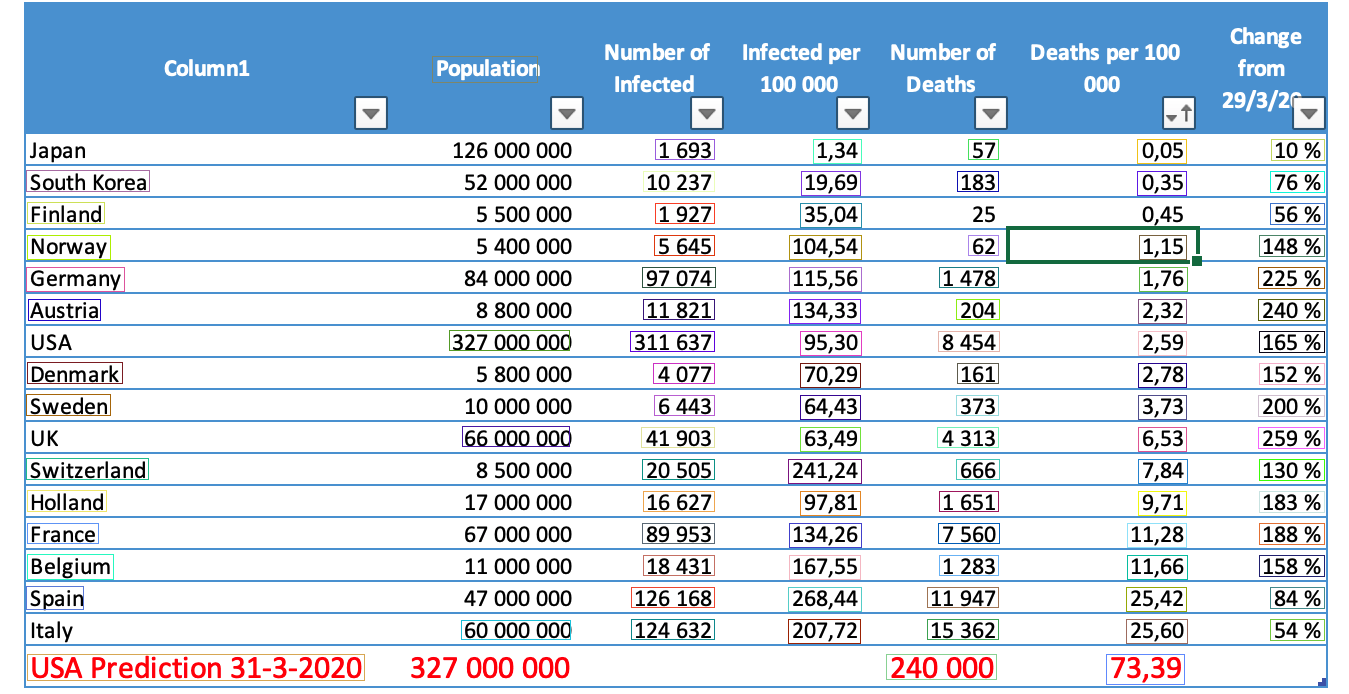 Column1 Population Number of Infected Infected per 100 000 Number of Deaths Deaths per 100 000 Change from 29/3/20
Japan 126 000 000 1 693 1,34 57 0,05 10 %
South Korea 52 000 000 10 237 19,69 183 0,35 76 %
Finland 5 500 000 1 927 35,04 25 0,45 56 %
Norway 5 400 000 5 645 104,54 62 1,15 148 %
Germany 84 000 000 97 074 115,56 1 478 1,76 225 %
Austria 8 800 000 11 821 134,33 204 2,32 240 %
USA 327 000 000 311 637 95,30 8 454 2,59 165 %
Denmark 5 800 000 4 077 70,29 161 2,78 152 %
Sweden 10 000 000 6 443 64,43 373 3,73 200 %
UK 66 000 000 41 903 63,49 4 313 6,53 259 %
Switzerland 8 500 000 20 505 241,24 666 7,84 130 %
Holland 17 000 000 16 627 97,81 1 651 9,71 183 %
France 67 000 000 89 953 134,26 7 560 11,28 188 %
Belgium 11 000 000 18 431 167,55 1 283 11,66 158 %
Spain 47 000 000 126 168 268,44 11 947 25,42 84 %
Italy 60 000 000 124 632 207,72 15 362 25,60 54 %
USA Prediction 31-3-2020 327 000 000 240 000 73,39